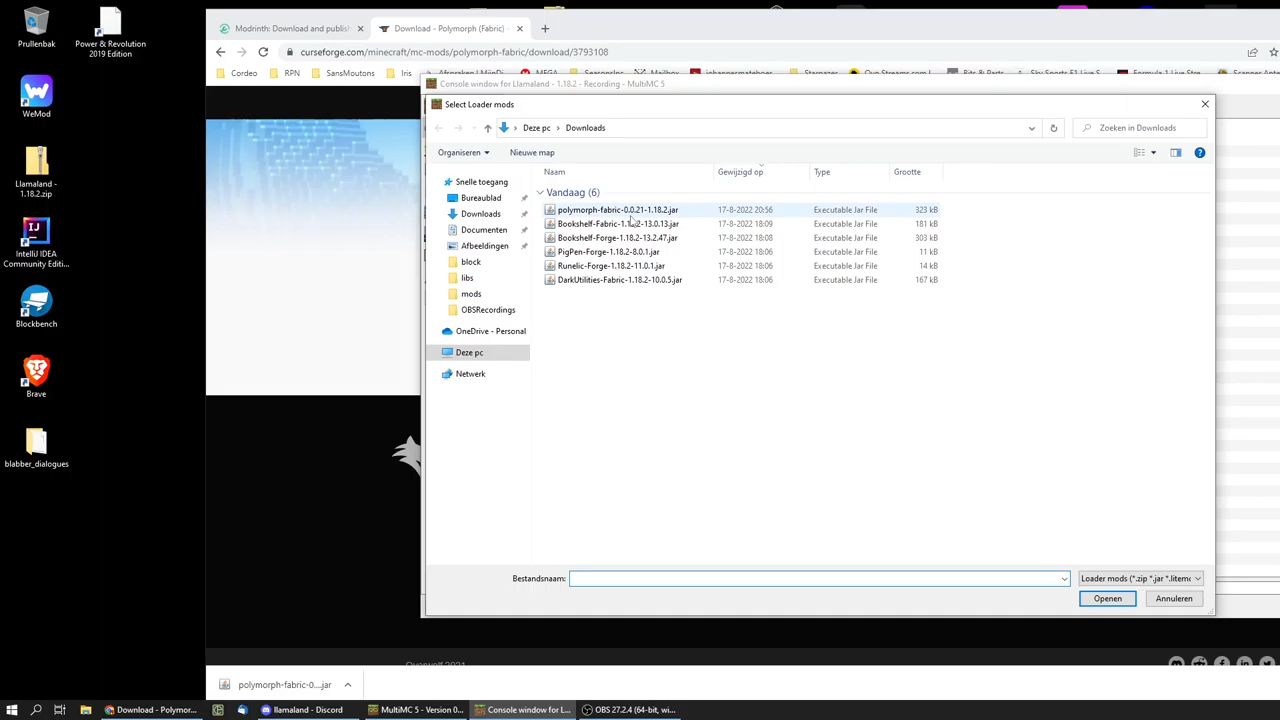 Prullenbak
Power & Revolution
2019 Edition
WeMod
Llamaland -
1.18.2.zip
IntelliJ IDEA
Community Editi...
Blockbench
Brave
blabber_dialogues
Modrinth: Download and publis
Download - Polymorph (Fabric) -
curseforge.com/minecraft/mc-mods/polymorph-fabric/download/3793108
Cordeo RPN SansMoutons Iris
Console window for Llamaland - 1.18.2 - Recording - MultiMC 5
Select Loader mods
Deze pc Downloads
Zoeken in Downloads
Organiseren Nieuwe map
Naam Gewijzigd op Type Grootte
Snelle toegang
Bureaublad
Downloads
Documenten
Afbeeldingen
block
libs
mods
OBSRecordings
OneDrive - Personal
Deze pc
Netwerk
Vandaag (6)
polymorph-fabric-0.0.21-1.18.2.jar 17-8-2022 20:56 Executable Jar File 323 kB
Bookshelf-Fabric-1.18.2-13.0.13.jar 17-8-2022 18:09 Executable Jar File 181 kB
Bookshelf-Forge-1.18.2-13.2.47.jar 17-8-2022 18:08 Executable Jar File 303 kB
PigPen-Forge-1.18.2-8.0.1.jar 17-8-2022 18:06 Executable Jar File 11 kB
Runelic-Forge-1.18.2-11.0.1.jar 17-8-2022 18:06 Executable Jar File 14 kB
DarkUtilities-Fabric-1.18.2-10.0.5.jar 17-8-2022 18:06 Executable Jar File 167 kB
Bestandsnaam:
Loader mods (*.zip *.jar *.litemo
Openen Annuleren
Overwolf 2021
polymorph-fabric-0....jar
Download - Polymor... llamaland - Discord MultiMC 5 - Version 0... Console window for L... OBS 27.2.4 (64-bit, wi...